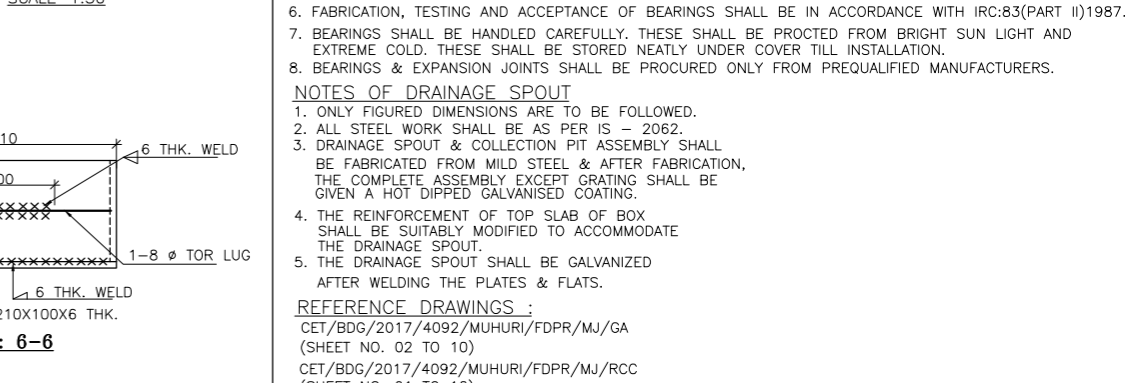 6. FABRICATION, TESTING AND ACCEPTANCE OF BEARINGS SHALL BE IN ACCORDANCE WITH IRC:83(PART II)1987.
7. BEARINGS SHALL BE HANDLED CAREFULLY. THESE SHALL BE PROCTED FROM BRIGHT SUN LIGHT AND
EXTREME COLD. THESE SHALL BE STORED NEATLY UNDER COVER TILL INSTALLATION.
8. BEARINGS & EXPANSION JOINTS SHALL BE PROCURED ONLY FROM PREQUALIFIED MANUFACTURERS.
NOTES OF DRAINAGE SPOUT
1. ONLY FIGURED DIMENSIONS ARE TO BE FOLLOWED.
2. ALL STEEL WORK SHALL BE AS PER IS – 2062.
3. DRAINAGE SPOUT & COLLECTION PIT ASSEMBLY SHALL
BE FABRICATED FROM MILD STEEL & AFTER FABRICATION,
THE COMPLETE ASSEMBLY EXCEPT GRATING SHALL BE
GIVEN A HOT DIPPED GALVANISED COATING.
4. THE REINFORCEMENT OF TOP SLAB OF BOX
SHALL BE SUITABLY MODIFIED TO ACCOMMODATE
THE DRAINAGE SPOUT.
5. THE DRAINAGE SPOUT SHALL BE GALVANIZED
AFTER WELDING THE PLATES & FLATS.
REFERENCE DRAWINGS :
CET/BDG/2017/4092/MUHURI/FDPR/MJ/GA
(SHEET NO. 02 TO 10)
CET/BDG/2017/4092/MUHURI/FDPR/MJ/RCC
10
6 THK. WELD
00
1–8 ø TOR LUG
6 THK. WELD
210X100X6 THK.
: 6–6